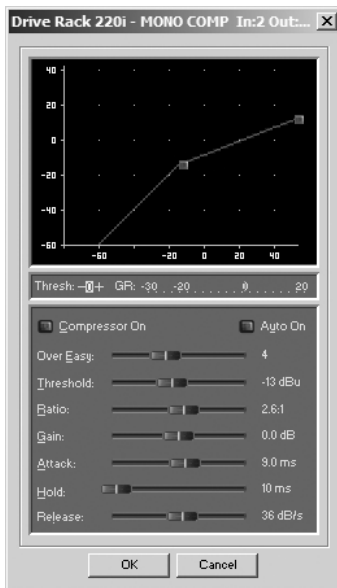 Drive Rack 220i - MONO COMP In:2 Out:...
40
20
0
-20
-40
-60
-60 -20 0 20 40
Thresh: -0+ GR: -30 -20 0 20
Compressor On Auto On
Over Easy: 4
Threshold: -13 dBu
Ratio: 2.6:1
Gain: 0.0 dB
Attack: 9.0 ms
Hold: 10 ms
Release: 36 dB/s
OK Cancel